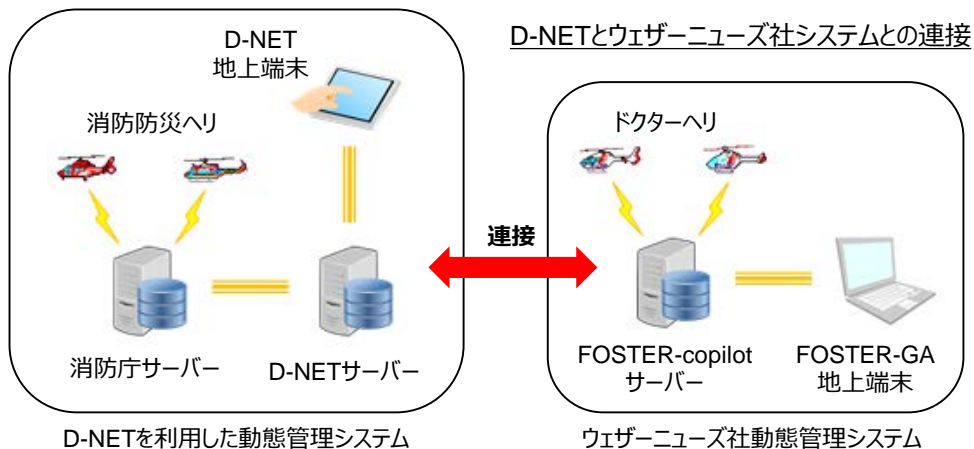 D-NETとウェザーニューズ社システムとの連接
D-NET
地上端末
消防防災ヘリ
消防庁サーバー
D-NETサーバー
D-NETを利用した動態管理システム
連接
ドクターヘリ
FOSTER-copilot
サーバー
FOSTER-GA
地上端末
ウェザーニューズ社動態管理システム